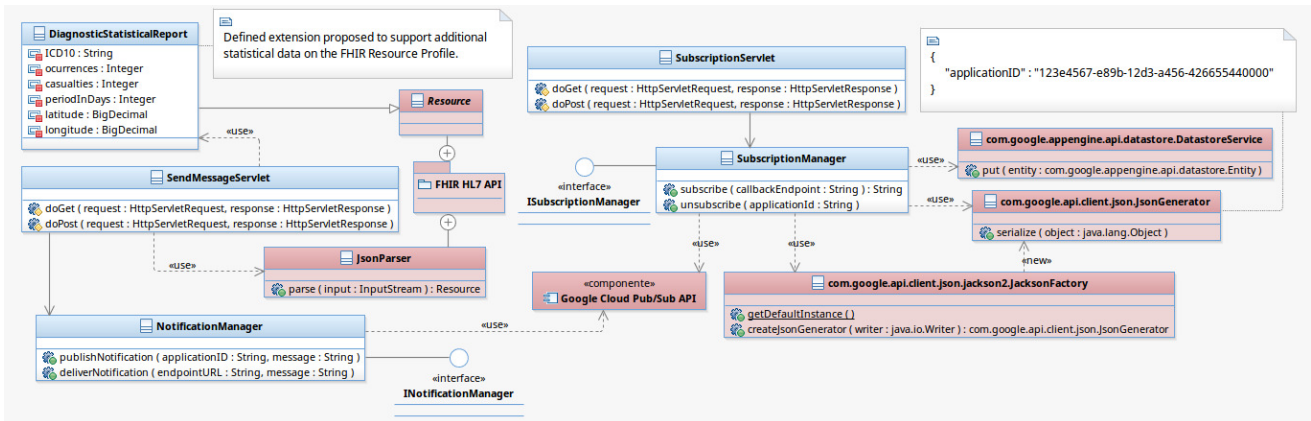 DiagnosticStatisticalReport
ICD10 : String
ocurrences : Integer
casualties : Integer
periodInDays : Integer
latitude : BigDecimal
longitude : BigDecimal
Defined extension proposed to support additional
statistical data on the FHIR Resource Profile.
Resource
«use»
SendMessageServlet
doGet ( request : HttpServletRequest, response : HttpServletResponse )
doPost ( request : HttpServletRequest, response : HttpServletResponse )
FHIR HL7 API
«use»
JsonParser
parse ( input : InputStream ) : Resource
NotificationManager
publishNotification ( applicationID : String, message : String )
deliverNotification ( endpointURL : String, message : String )
«use»
«interface»
INotificationManager
SubscriptionServlet
doGet ( request : HttpServletRequest, response : HttpServletResponse )
doPost ( request : HttpServletRequest, response : HttpServletResponse )
{
"applicationID" : "123e4567-e89b-12d3-a456-426655440000"
}
«interface»
ISubscriptionManager
SubscriptionManager
subscribe ( callbackEndpoint : String ) : String
unsubscribe ( applicationId : String )
«use»
com.google.appengine.api.datastore.DatastoreService
put ( entity : com.google.appengine.api.datastore.Entity )
«use»
com.google.api.client.json.JsonGenerator
serialize ( object : java.lang.Object )
«use»
«use»
«new»
«componente»
Google Cloud Pub/Sub API
com.google.api.client.json.jackson2.JacksonFactory
getDefaultInstance ( )
createJsonGenerator ( writer : java.io.Writer ) : com.google.api.client.json.JsonGenerator